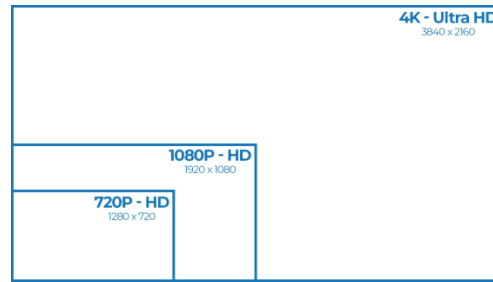 4K - Ultra HD
3840 x 2160
1080P - HD
1920 x 1080
720P - HD
1280 x 720